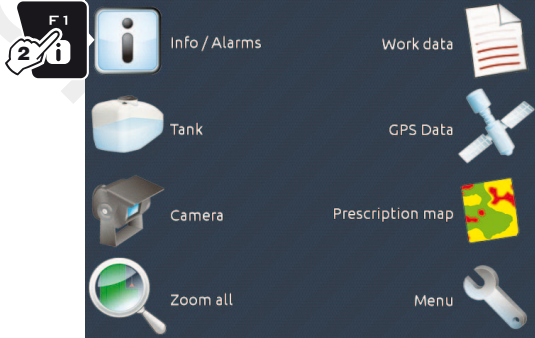 F1
2
i
Info / Alarms
Work data
Tank
GPS Data
Camera
Prescription map
Zoom all
Menu